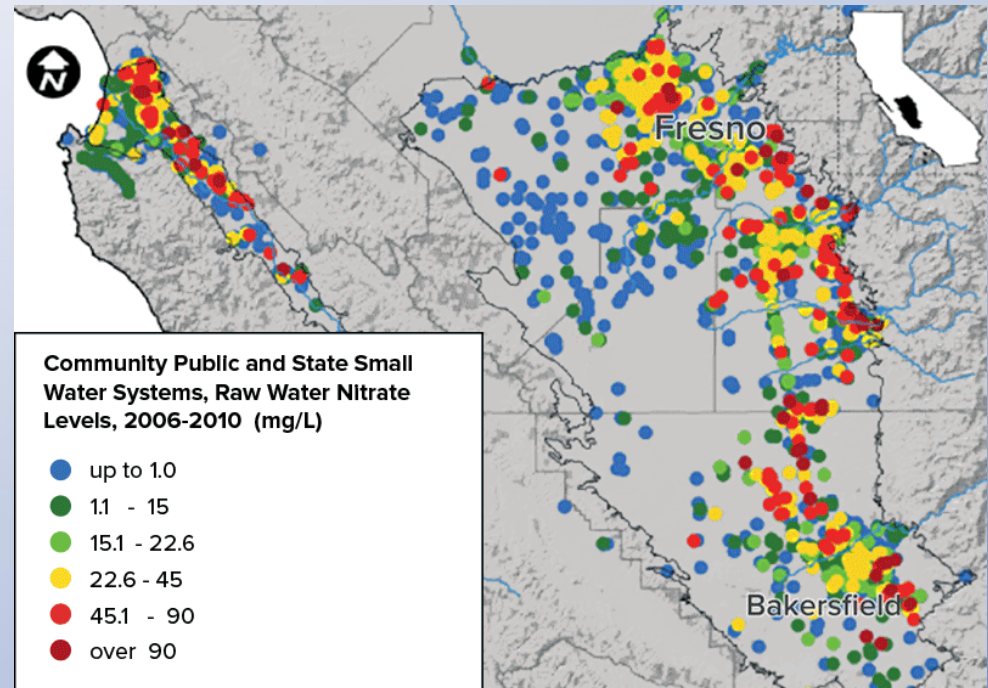 N
Fresno
Community Public and State Small
Water Systems, Raw Water Nitrate
Levels, 2006-2010 (mg/L)
up to 1.0
1.1 - 15
15.1 - 22.6
22.6 - 45
45.1 - 90
over 90
Bakersfield